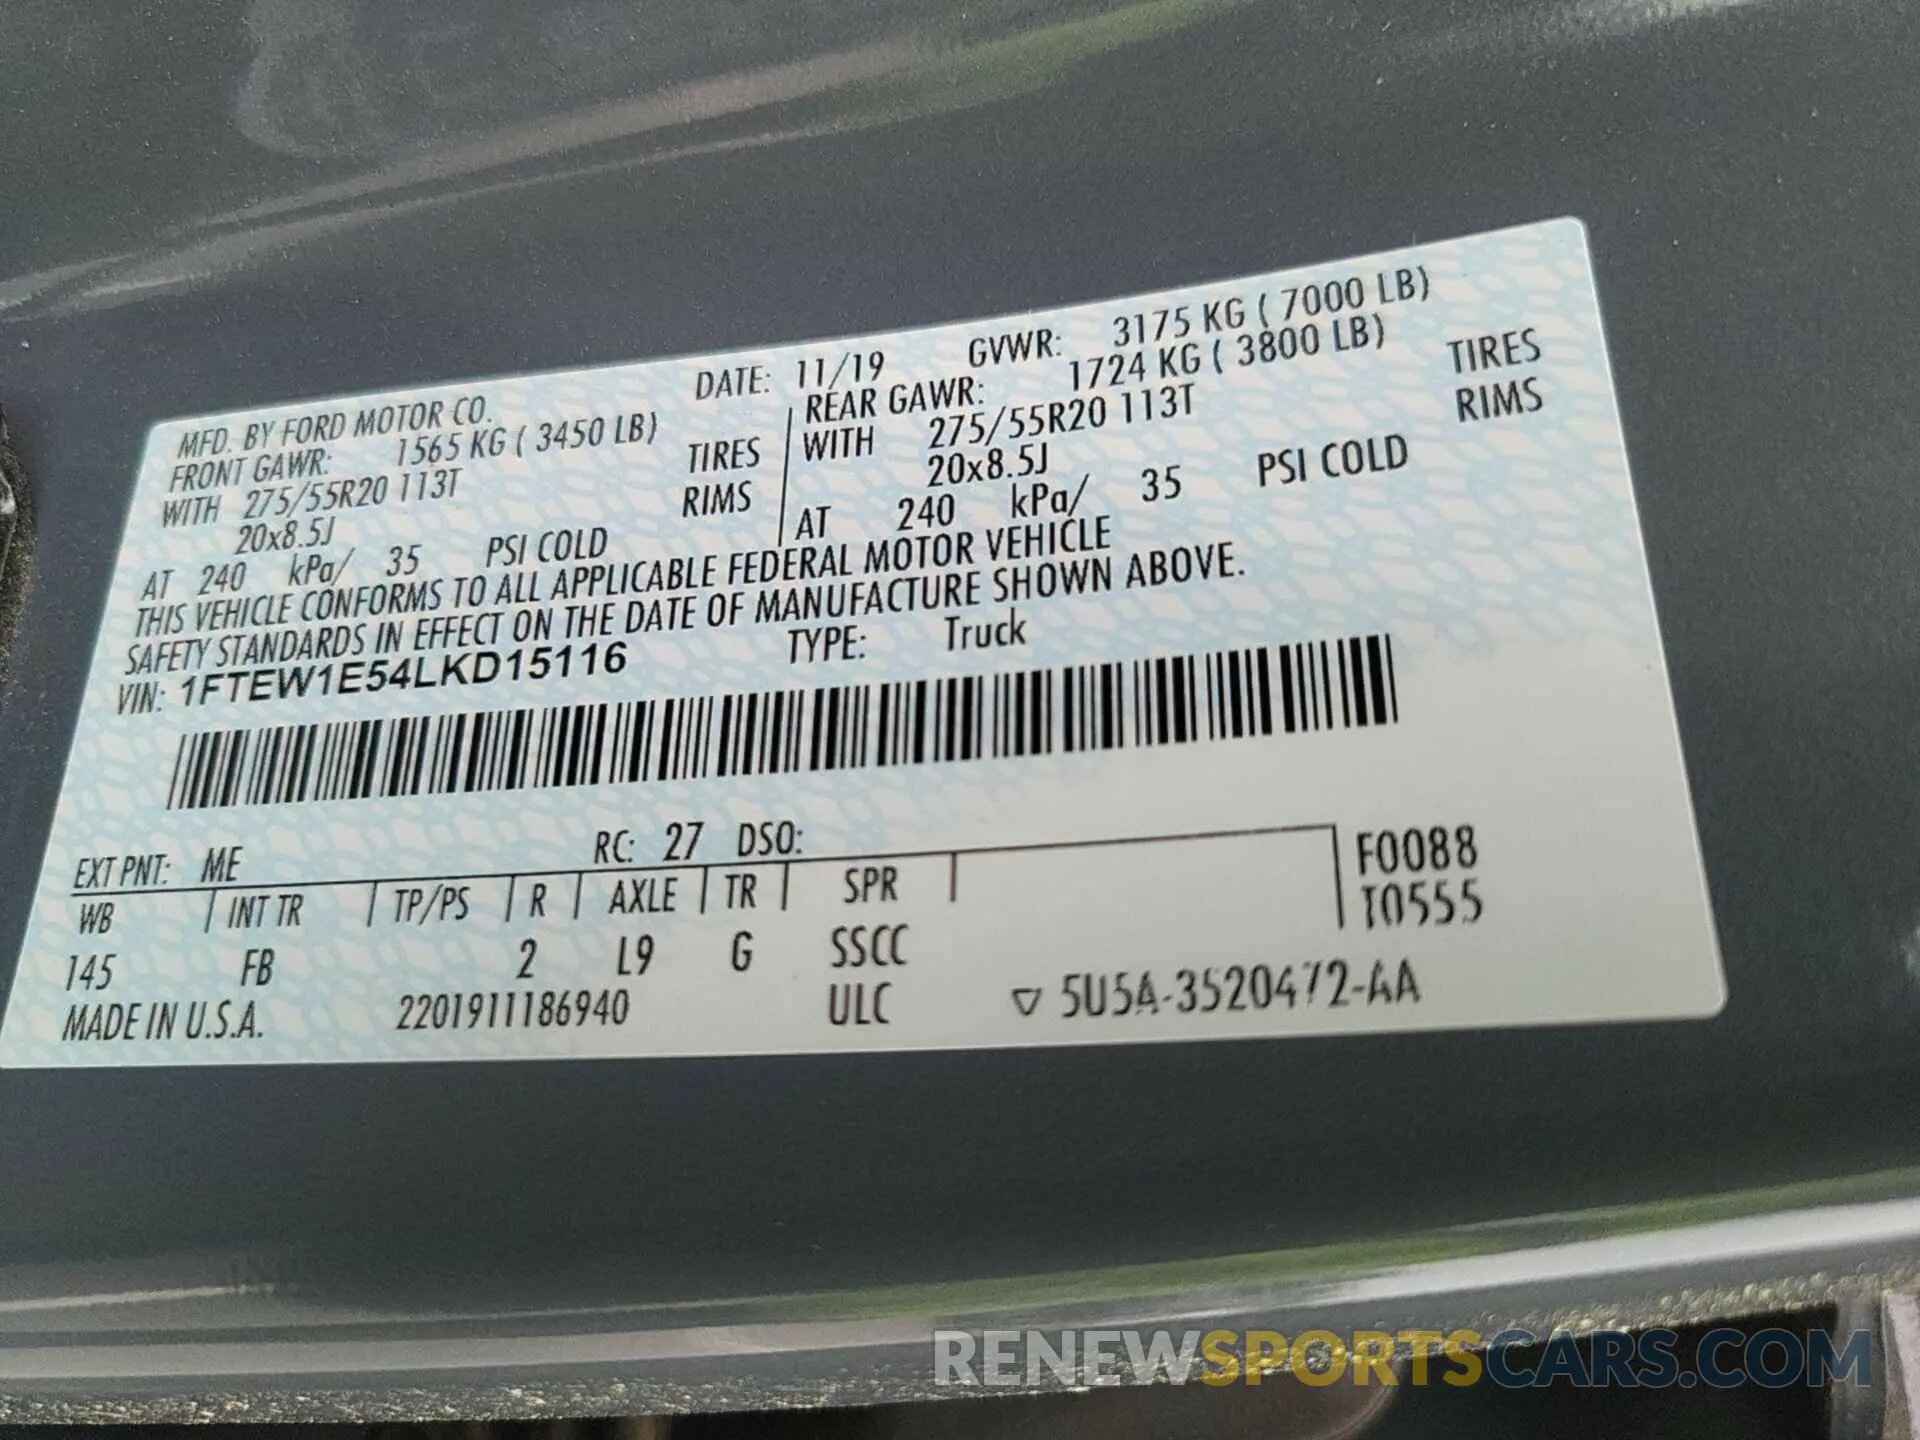 MFD. BY FORD MOTOR CO. DATE: 11/19 GVWR: 3175 KG ( 7000 LB)
FRONT GAWR: 1565 KG ( 3450 LB) REAR GAWR: 1724 KG ( 3800 LB)
WITH 275/55R20 113T TIRES WITH 275/55R20 113T TIRES
20x8.5J RIMS 20x8.5J RIMS
AT 240 kPa/ 35 PSI COLD AT 240 kPa/ 35 PSI COLD
THIS VEHICLE CONFORMS TO ALL APPLICABLE FEDERAL MOTOR VEHICLE
SAFETY STANDARDS IN EFFECT ON THE DATE OF MANUFACTURE SHOWN ABOVE.
VIN: 1FTEW1E54LKD15116 TYPE: Truck
EXT PNT: ME RC: 27 DSO: F0088
WB INT TR TP/PS R AXLE TR SPR T0555
145 FB 2 L9 G SSCC
MADE IN U.S.A. 2201911186940 ULC ▽ 5U5A-3520472-AA
RENEWSPORTSCARS.COM